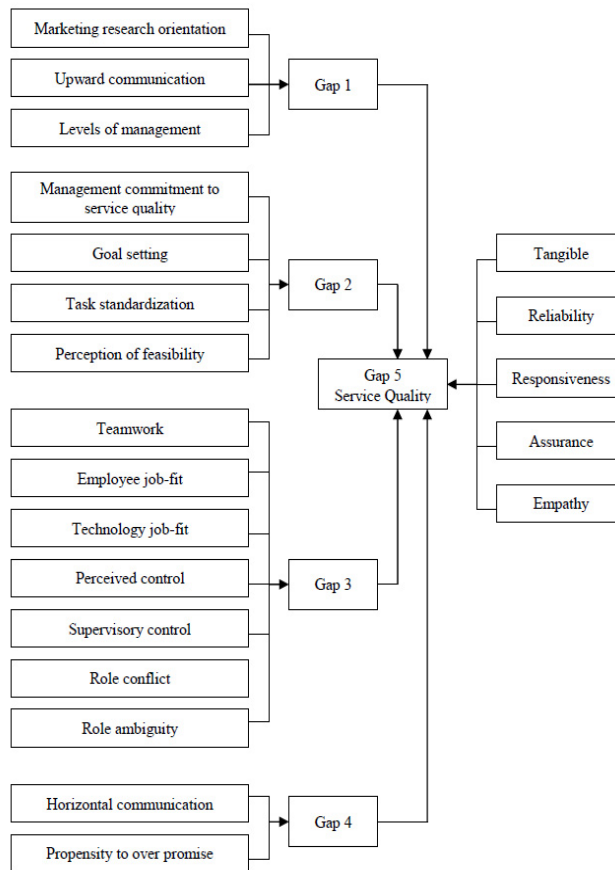 Marketing research orientation
Upward communication
Levels of management
Gap 1
Management commitment to
service quality
Goal setting
Task standardization
Perception of feasibility
Gap 2
Teamwork
Employee job-fit
Technology job-fit
Perceived control
Supervisory control
Role conflict
Role ambiguity
Gap 3
Horizontal communication
Propensity to over promise
Gap 4
Gap 5
Service Quality
Tangible
Reliability
Responsiveness
Assurance
Empathy